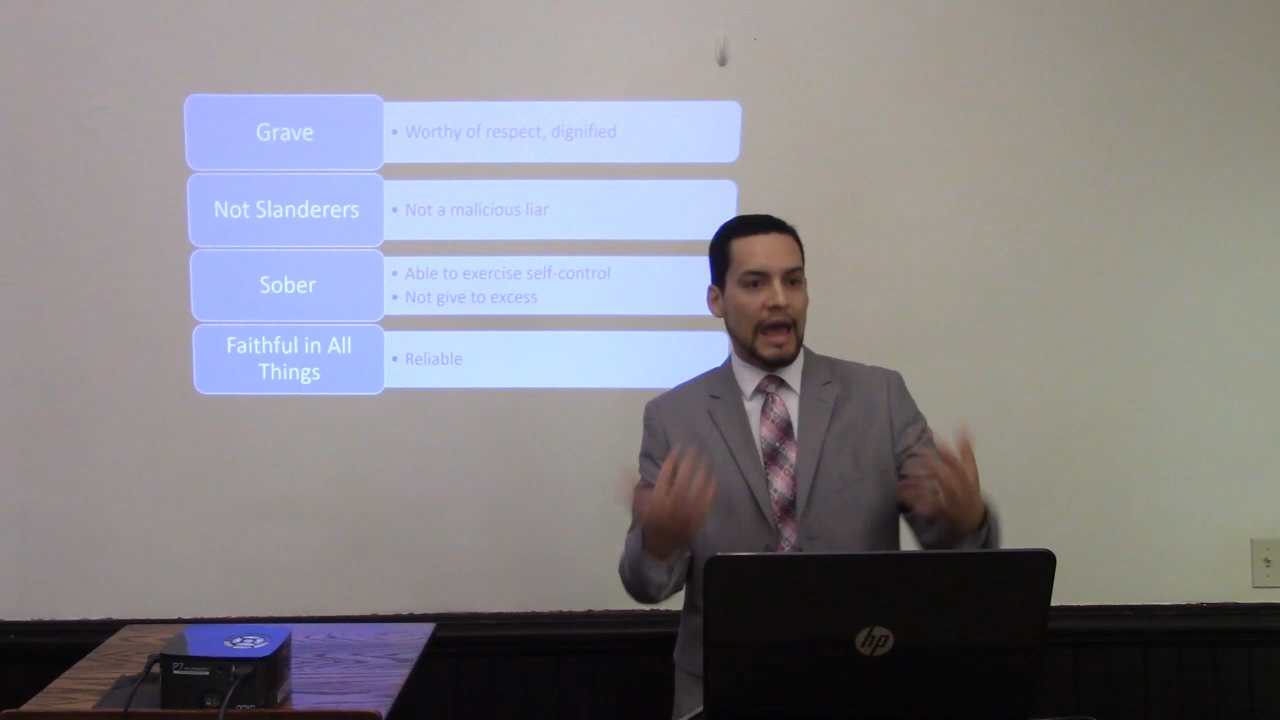 Grave
• Worthy of respect, dignified
Not Slanderers
• Not a malicious liar
Sober
• Able to exercise self-control
• Not give to excess
Faithful in All
Things
• Reliable
P7
hp